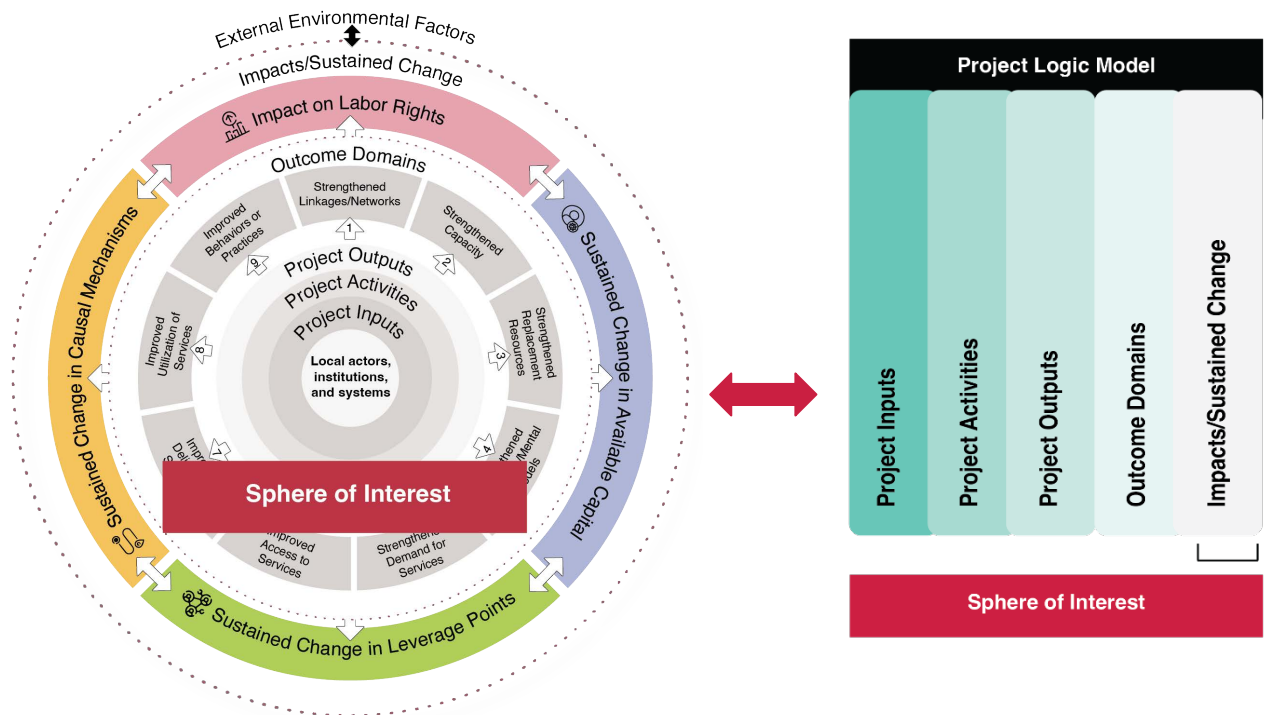 External Environmental Factors
Impacts/Sustained Change
Impact on Labor Rights
Outcome Domains
Strengthened
Linkages/Networks
Strengthened
Capacity
Strengthened
Replacement
Resources
Strengthened
Demand for
Services
Access to
Services
Improved
Utilization of
Services
Improved
Behaviors or
Practices
1
2
3
4
7
8
9
Project Outputs
Project Activities
Project Inputs
Local actors,
institutions,
and systems
Sustained Change in Available Capital
Sustained Change in Leverage Points
Sustained Change in Causal Mechanisms
Sphere of Interest
Project Logic Model
Project Inputs
Project Activities
Project Outputs
Outcome Domains
Impacts/Sustained Change
Sphere of Interest